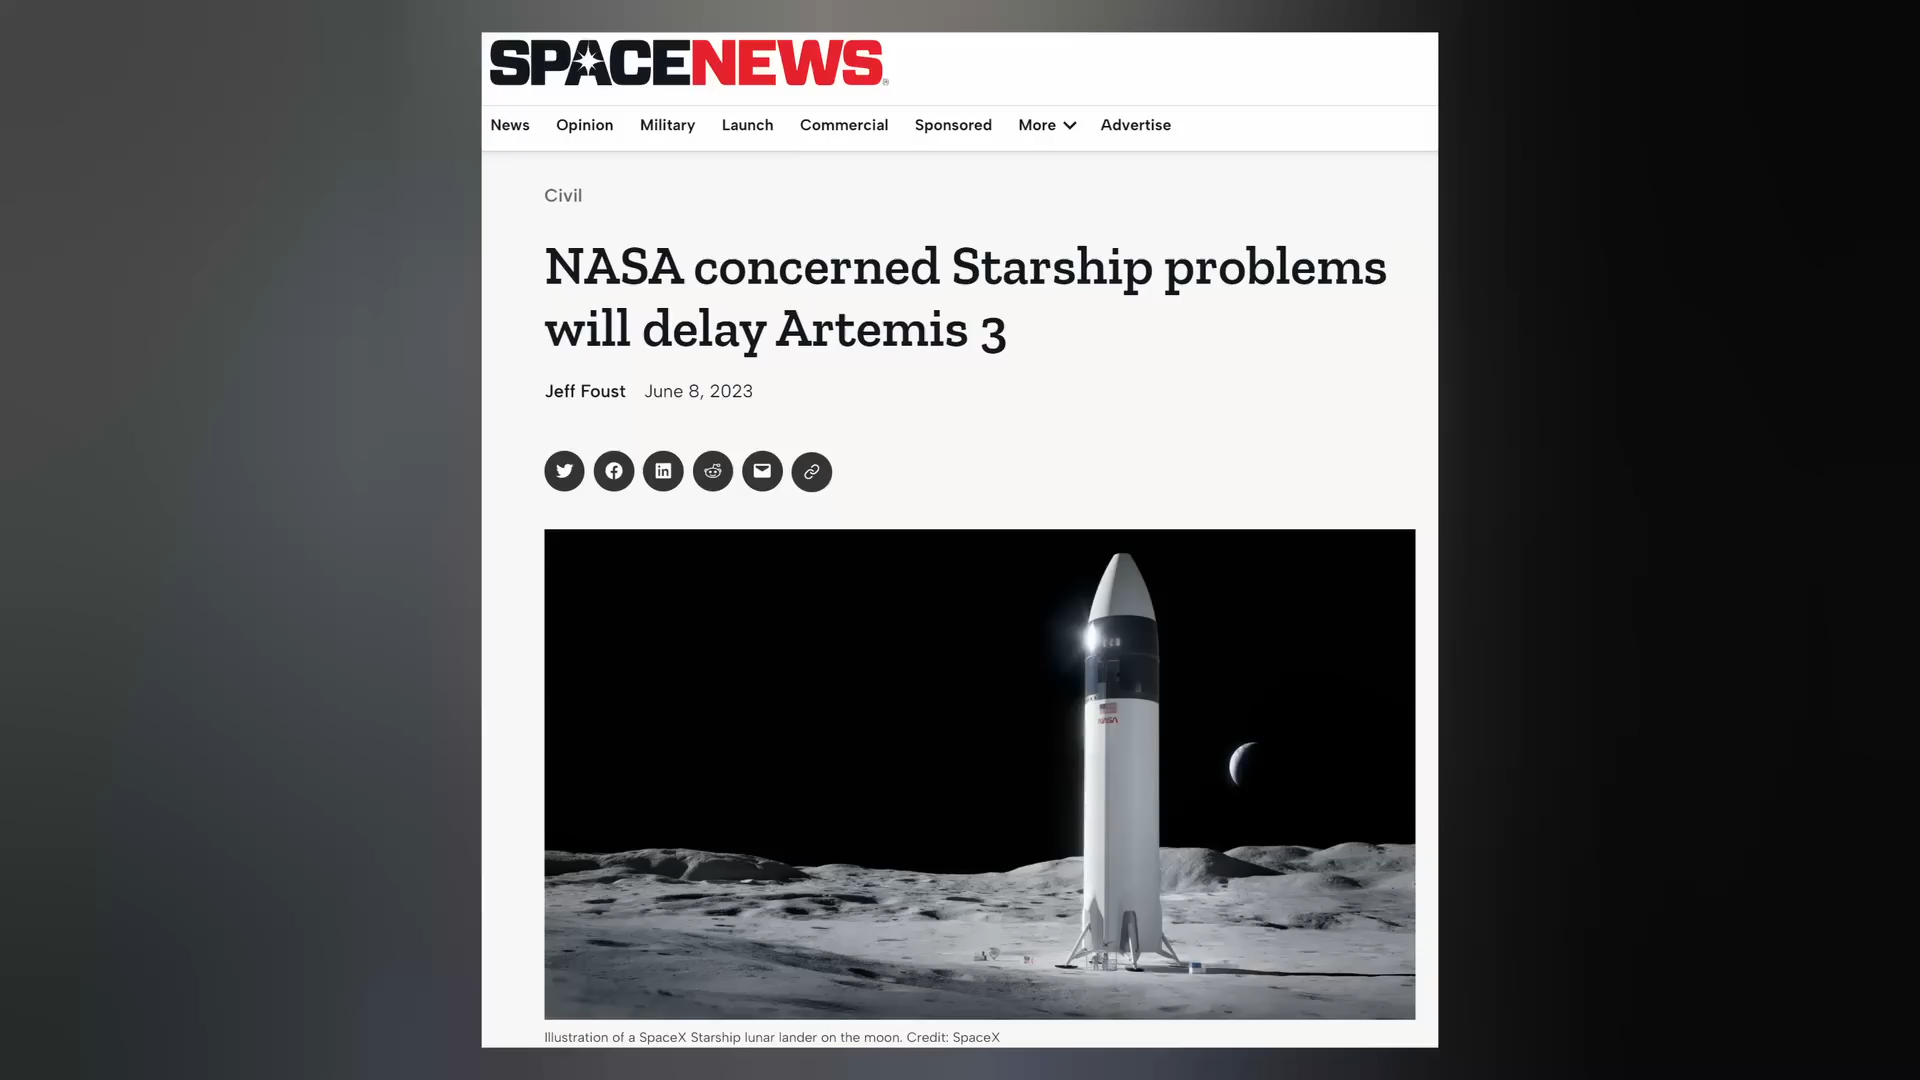 SPACENEWS
News Opinion Military Launch Commercial Sponsored More Advertise
Civil
NASA concerned Starship problems
will delay Artemis 3
Jeff Foust June 8, 2023
NASA
Illustration of a SpaceX Starship lunar lander on the moon. Credit: SpaceX